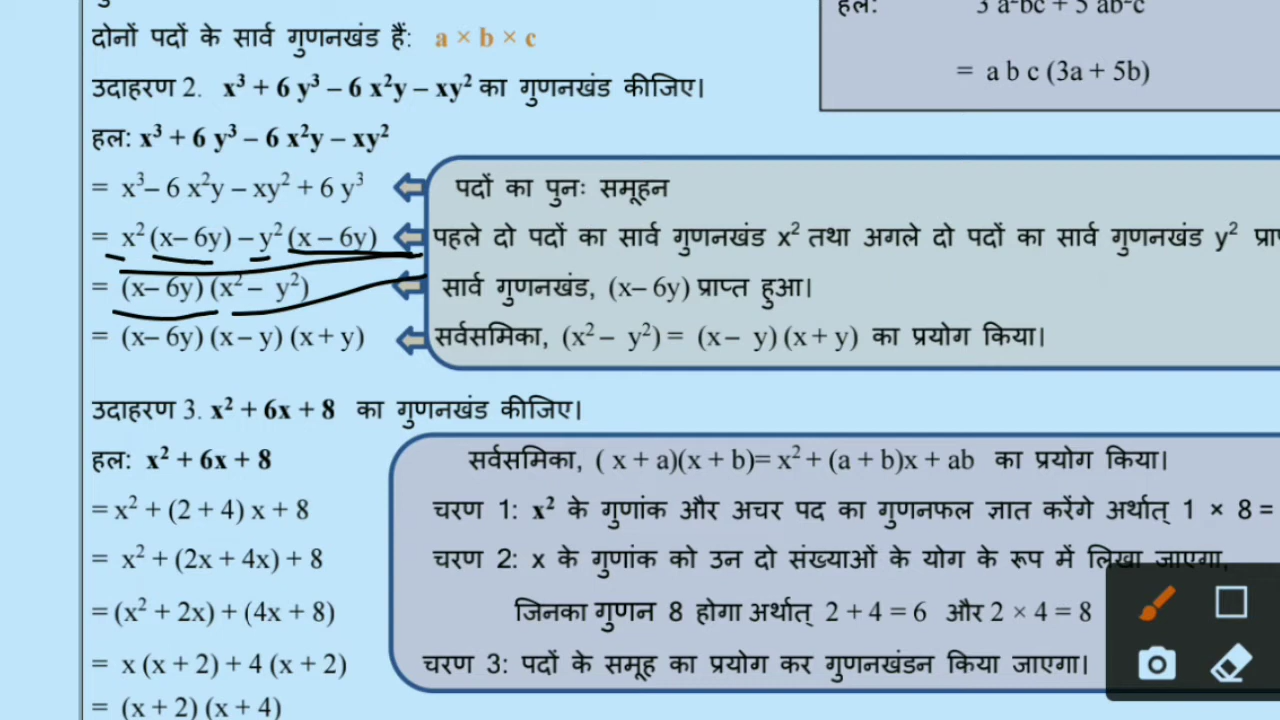 हल: 3 a²bc + 5 ab²c
दोनों पदों के सार्व गुणनखंड हैं: a × b × c
= a b c (3a + 5b)
उदाहरण 2. x³ + 6 y³ – 6 x²y – xy² का गुणनखंड कीजिए।
हल: x³ + 6 y³ – 6 x²y – xy²
= x³– 6 x²y – xy² + 6 y³ पदों का पुनः समूहन
= x² (x– 6y) – y² (x – 6y) पहले दो पदों का सार्व गुणनखंड x² तथा अगले दो पदों का सार्व गुणनखंड y²
= (x– 6y) (x² – y²) सार्व गुणनखंड, (x– 6y) प्राप्त हुआ।
= (x– 6y) (x – y) (x + y) सर्वसमिका, (x² – y²) = (x – y) (x + y) का प्रयोग किया।
उदाहरण 3. x² + 6x + 8 का गुणनखंड कीजिए।
हल: x² + 6x + 8 सर्वसमिका, ( x + a)(x + b)= x² + (a + b)x + ab का प्रयोग किया।
= x² + (2 + 4) x + 8 चरण 1: x² के गुणांक और अचर पद का गुणनफल ज्ञात करेंगे अर्थात् 1 × 8 =
= x² + (2x + 4x) + 8 चरण 2: x के गुणांक को उन दो संख्याओं के योग के रूप में लिखा जाएगा,
= (x² + 2x) + (4x + 8) जिनका गुणन 8 होगा अर्थात् 2 + 4 = 6 और 2 × 4 = 8
= x (x + 2) + 4 (x + 2) चरण 3: पदों के समूह का प्रयोग कर गुणनखंडन किया जाएगा।
= (x + 2) (x + 4)